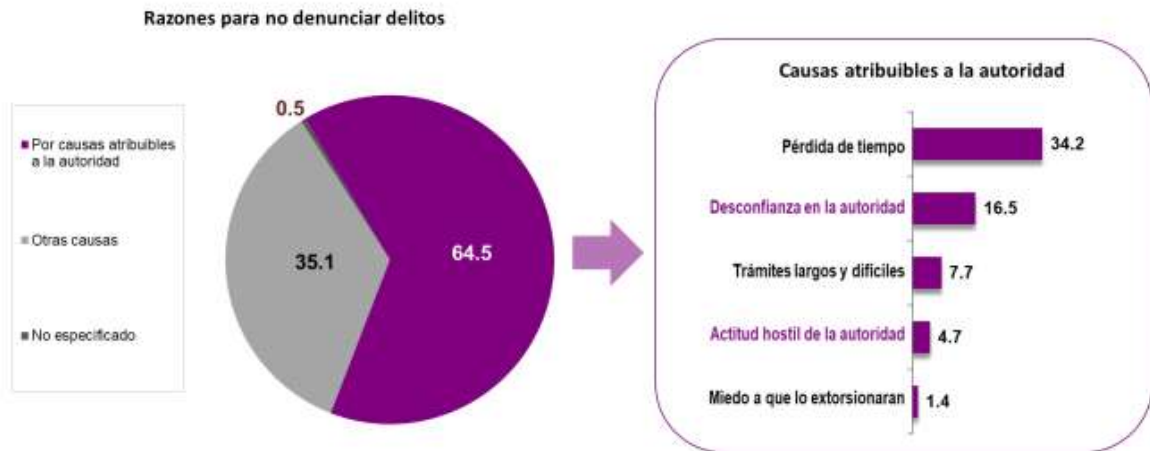 Razones para no denunciar delitos
Por causas atribuibles
a la autoridad
Otras causas
No especificado
0.5
35.1
64.5
Causas atribuibles a la autoridad
Pérdida de tiempo
34.2
Desconfianza en la autoridad
16.5
Trámites largos y difíciles
7.7
Actitud hostil de la autoridad
4.7
Miedo a que lo extorsionaran
1.4